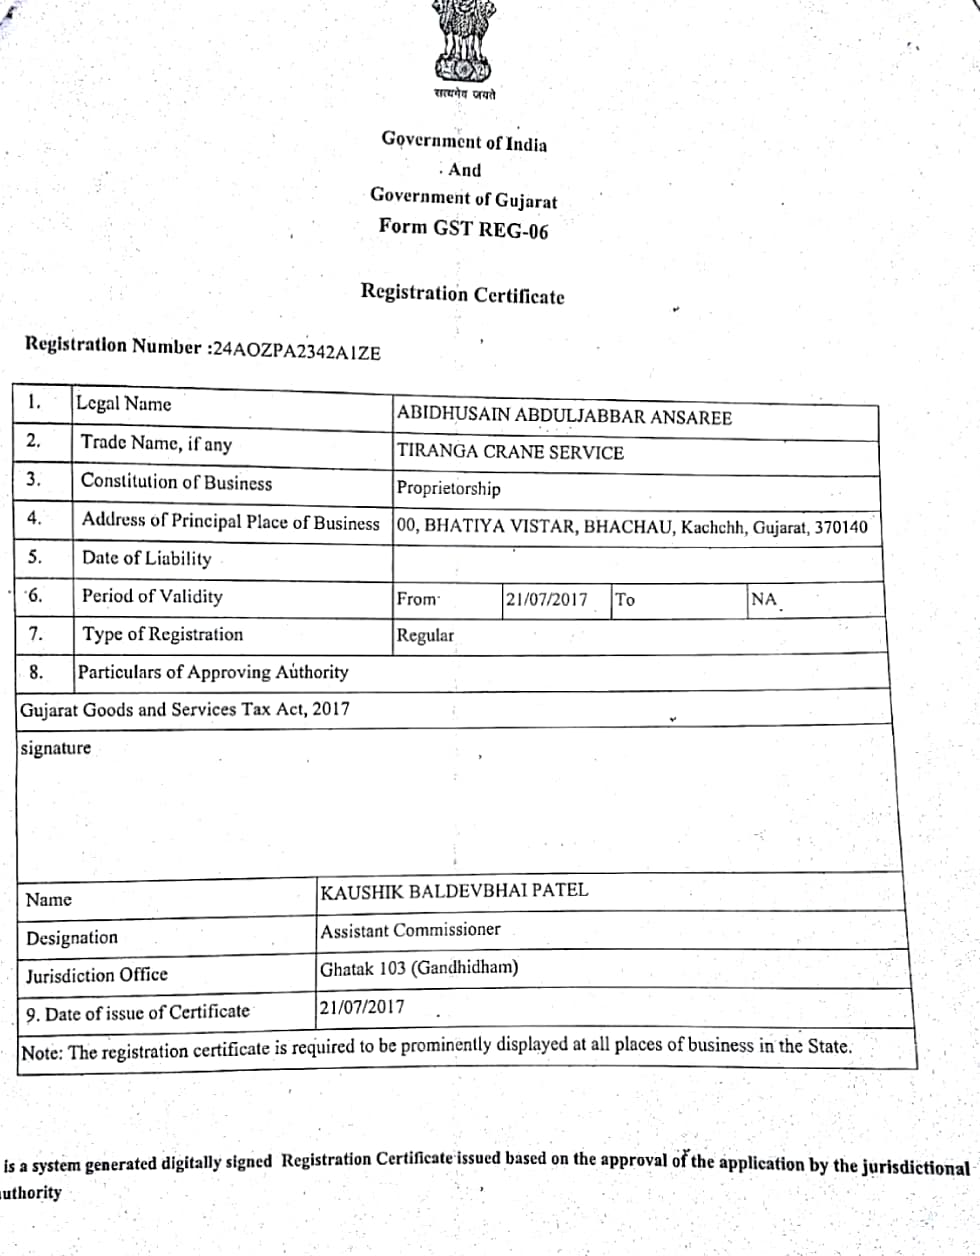 सत्यमेव जयते
Government of India
And
Government of Gujarat
Form GST REG-06
Registration Certificate
Registration Number :24AOZPA2342A1ZE
1. Legal Name ABIDHUSAIN ABDULJABBAR ANSAREE
2. Trade Name, if any TIRANGA CRANE SERVICE
3. Constitution of Business Proprietorship
4. Address of Principal Place of Business 00, BHATIYA VISTAR, BHACHAU, Kachchh, Gujarat, 370140
5. Date of Liability
6. Period of Validity From 21/07/2017 To NA
7. Type of Registration Regular
8. Particulars of Approving Authority
Gujarat Goods and Services Tax Act, 2017
signature
Name KAUSHIK BALDEVBHAI PATEL
Designation Assistant Commissioner
Jurisdiction Office Ghatak 103 (Gandhidham)
9. Date of issue of Certificate 21/07/2017
Note: The registration certificate is required to be prominently displayed at all places of business in the State.
is a system generated digitally signed Registration Certificate issued based on the approval of the application by the jurisdictional
uthority